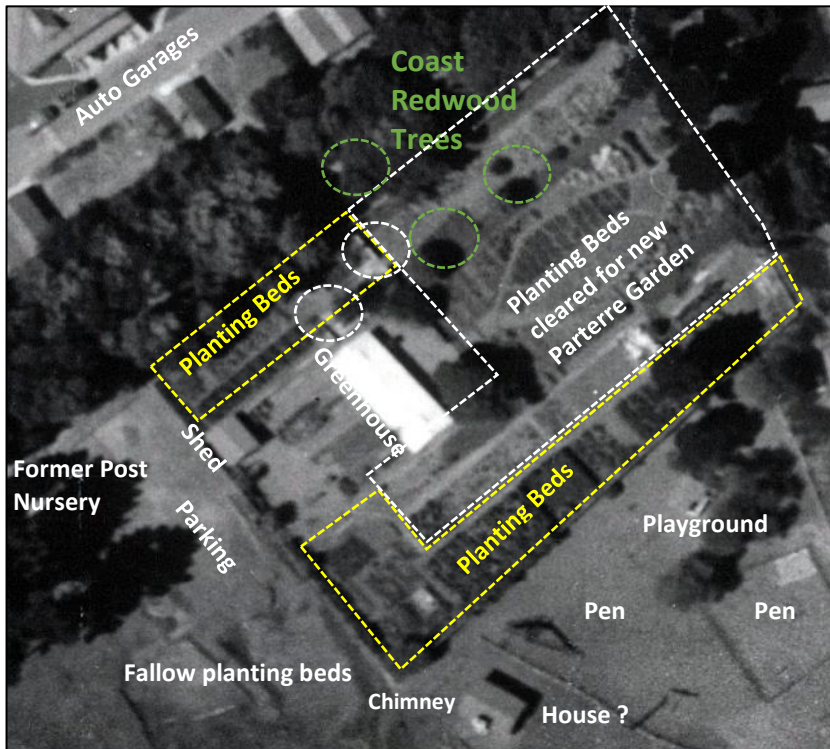 Auto Garages
Coast
Redwood
Trees
Planting Beds
Planting Beds
cleared for new
Parterre Garden
Greenhouse
Shed
Former Post
Nursery
Parking
Planting Beds
Playground
Pen
Pen
Fallow planting beds
Chimney
House ?